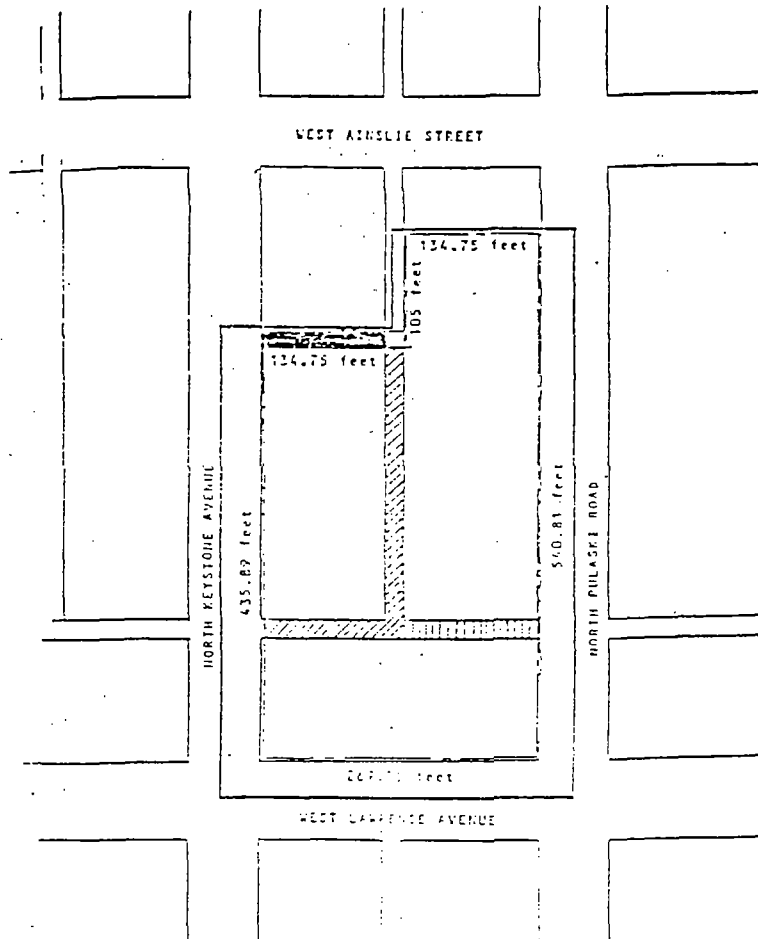 WEST AINSLIE STREET
134.75 feet
105 feet
134.75 feet
NORTH KEYSTONE AVENUE
435.89 feet
540.81 feet
NORTH PULASKI ROAD
feet
WEST LAWRENCE AVENUE